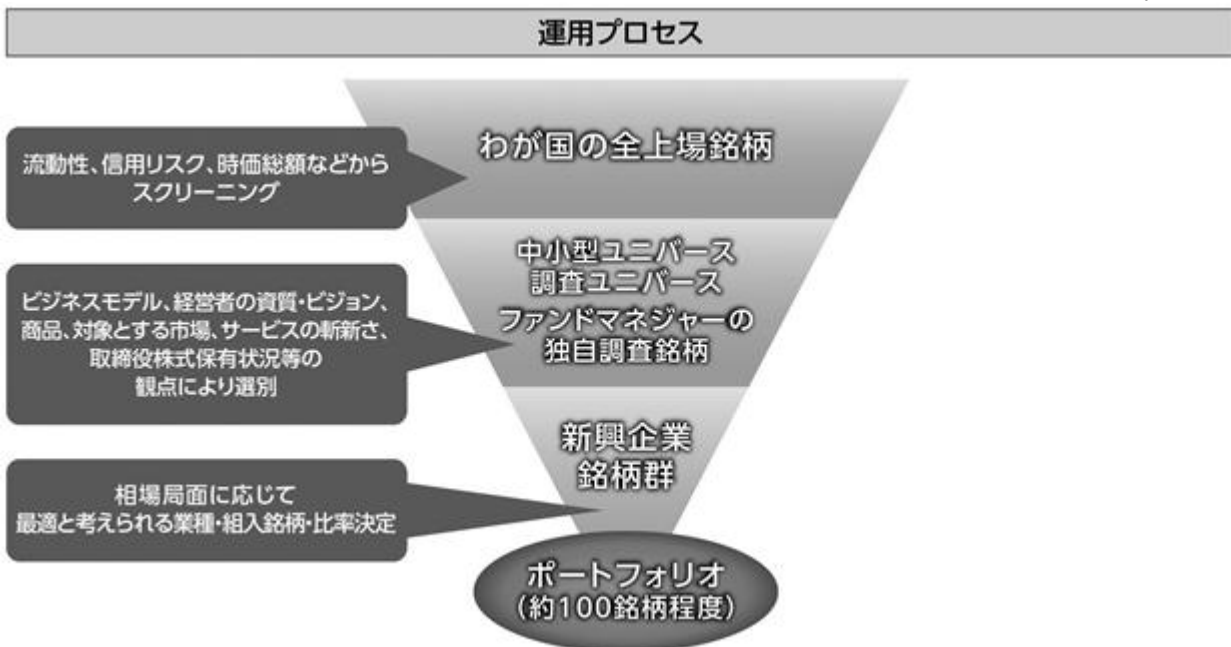 運用プロセス
わが国の全上場銘柄
流動性、信用リスク、時価総額などから
スクリーニング
中小型ユニバース
調査ユニバース
ファンドマネジャーの
独自調査銘柄
ビジネスモデル、経営者の資質・ビジョン、
商品、対象とする市場、サービスの斬新さ、
取締役株式保有状況等の
観点により選別
新興企業
銘柄群
相場局面に応じて
最適と考えられる業種・組入銘柄・比率決定
ポートフォリオ
(約100銘柄程度)